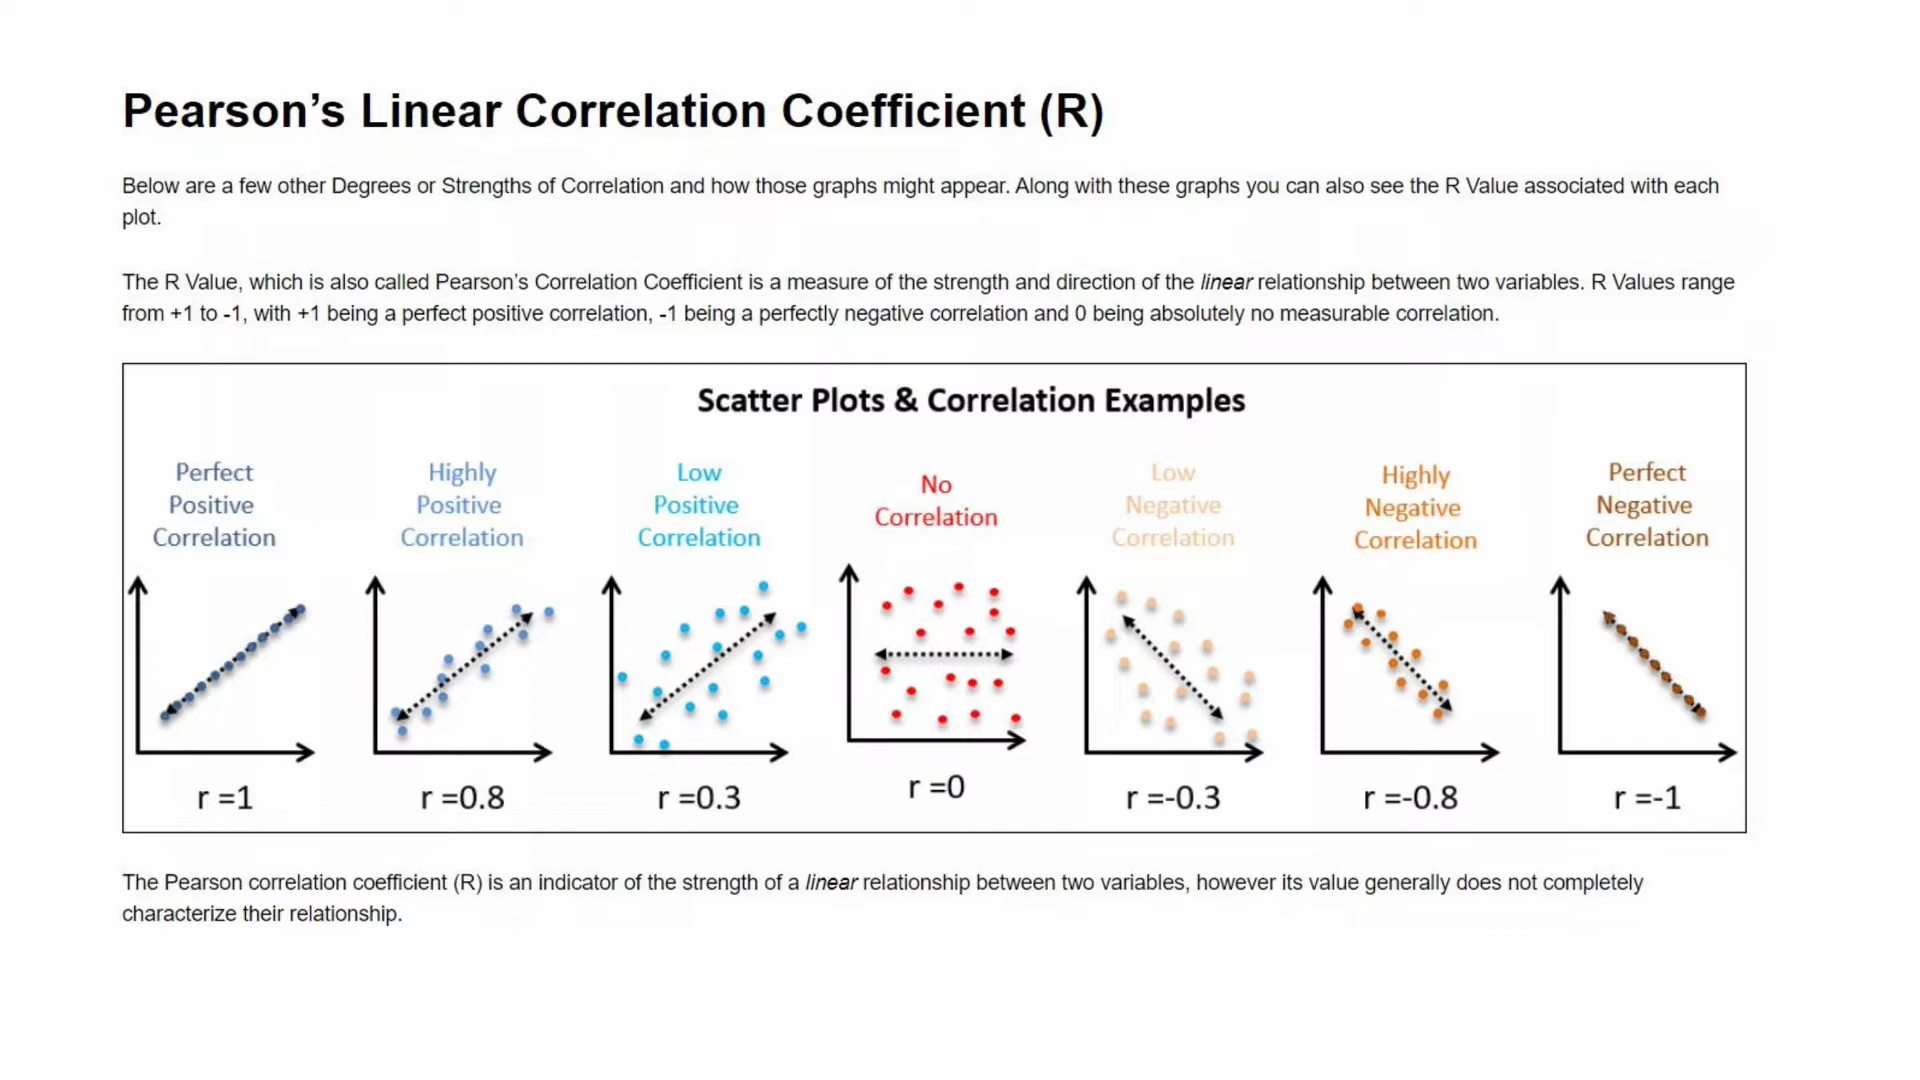 Pearson’s Linear Correlation Coefficient (R)
Below are a few other Degrees or Strengths of Correlation and how those graphs might appear. Along with these graphs you can also see the R Value associated with each
plot.
The R Value, which is also called Pearson’s Correlation Coefficient is a measure of the strength and direction of the linear relationship between two variables. R Values range
from +1 to -1, with +1 being a perfect positive correlation, -1 being a perfectly negative correlation and 0 being absolutely no measurable correlation.
Scatter Plots & Correlation Examples
Perfect
Positive
Correlation
Highly
Positive
Correlation
Low
Positive
Correlation
No
Correlation
Low
Negative
Correlation
Highly
Negative
Correlation
Perfect
Negative
Correlation
r =1
r =0.8
r =0.3
r =0
r =-0.3
r =-0.8
r =-1
The Pearson correlation coefficient (R) is an indicator of the strength of a linear relationship between two variables, however its value generally does not completely
characterize their relationship.